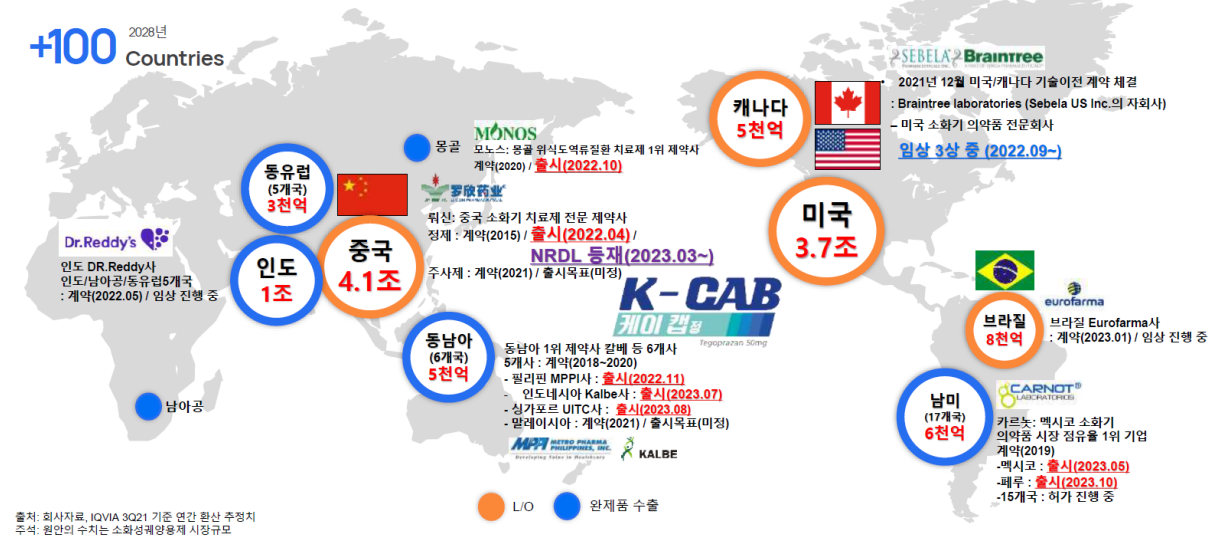 +100
2028년
Countries
SEBELA
PHARMACEUTICALS INC.
BRAINTREE
• 2021년 12월 미국/캐나다 기술이전 계약 체결
: Braintree laboratories (Sebela US Inc.의 자회사)
– 미국 소화기 의약품 전문회사
임상 3상 중 (2022.09~)
캐나다
5천억
미국
3.7조
몽골
MONOS
모노스: 몽골 위식도역류질환 치료제 1위 제약사
계약(2020) / 출시(2022.10)
동유럽
(5개국)
3천억
罗欣药业
뤄신: 중국 소화기 치료제 전문 제약사
정제 : 계약(2015) / 출시(2022.04) /
NRDL 등재(2023.03~)
주사제 : 계약(2021) / 출시목표(미정)
중국
4.1조
Dr.Reddy's
인도 DR.Reddy사
인도/남아공/동유럽5개국
: 계약(2022.05) / 임상 진행 중
인도
1조
K-CAB
케이캡정
Tegoprazan 50mg
동남아
(6개국)
5천억
동남아 1위 제약사 칼베 등 6개사
5개사 : 계약(2018~2020)
- 필리핀 MPPI사 : 출시(2022.11)
- 인도네시아 Kalbe사 : 출시(2023.07)
- 싱가포르 UITC사 : 출시(2023.08)
- 말레이시아 : 계약(2021) / 출시목표(미정)
MPPI METRO PHARMA
PHILIPPINES, INC.
Developing Value in Healthcare
KALBE
남아공
eurofarma
브라질
8천억
브라질 Eurofarma사
: 계약(2023.01) / 임상 진행 중
남미
(17개국)
6천억
CARNOT®
LABORATORIOS
카르놋: 멕시코 소화기
의약품 시장 점유율 1위 기업
계약(2019)
-멕시코 : 출시(2023.05)
-페루 : 출시(2023.10)
-15개국 : 허가 진행 중
L/O
완제품 수출
출처: 회사자료, IQVIA 3Q21 기준 연간 환산 추정치
주석: 원안의 수치는 소화성궤양용제 시장규모